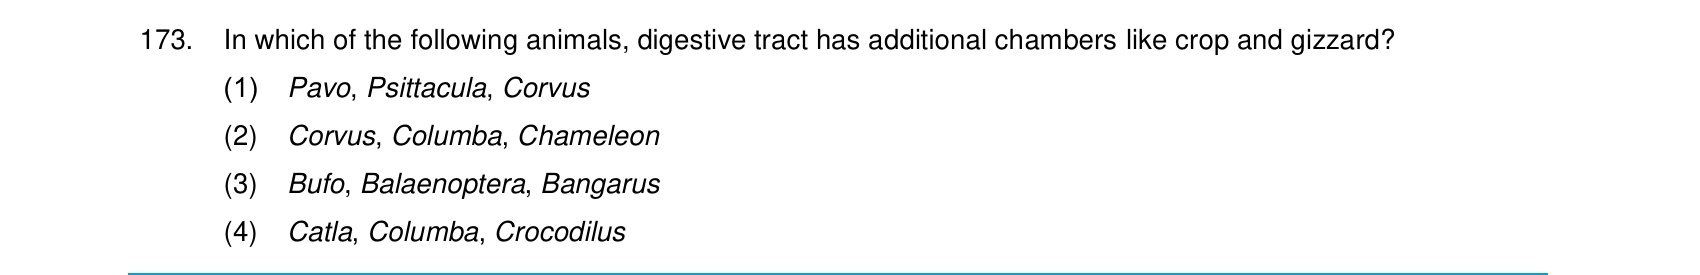 173. In which of the following animals, digestive tract has additional chambers like crop and gizzard?
(1) Pavo, Psittacula, Corvus
(2) Corvus, Columba, Chameleon
(3) Bufo, Balaenoptera, Bangarus
(4) Catla, Columba, Crocodilus